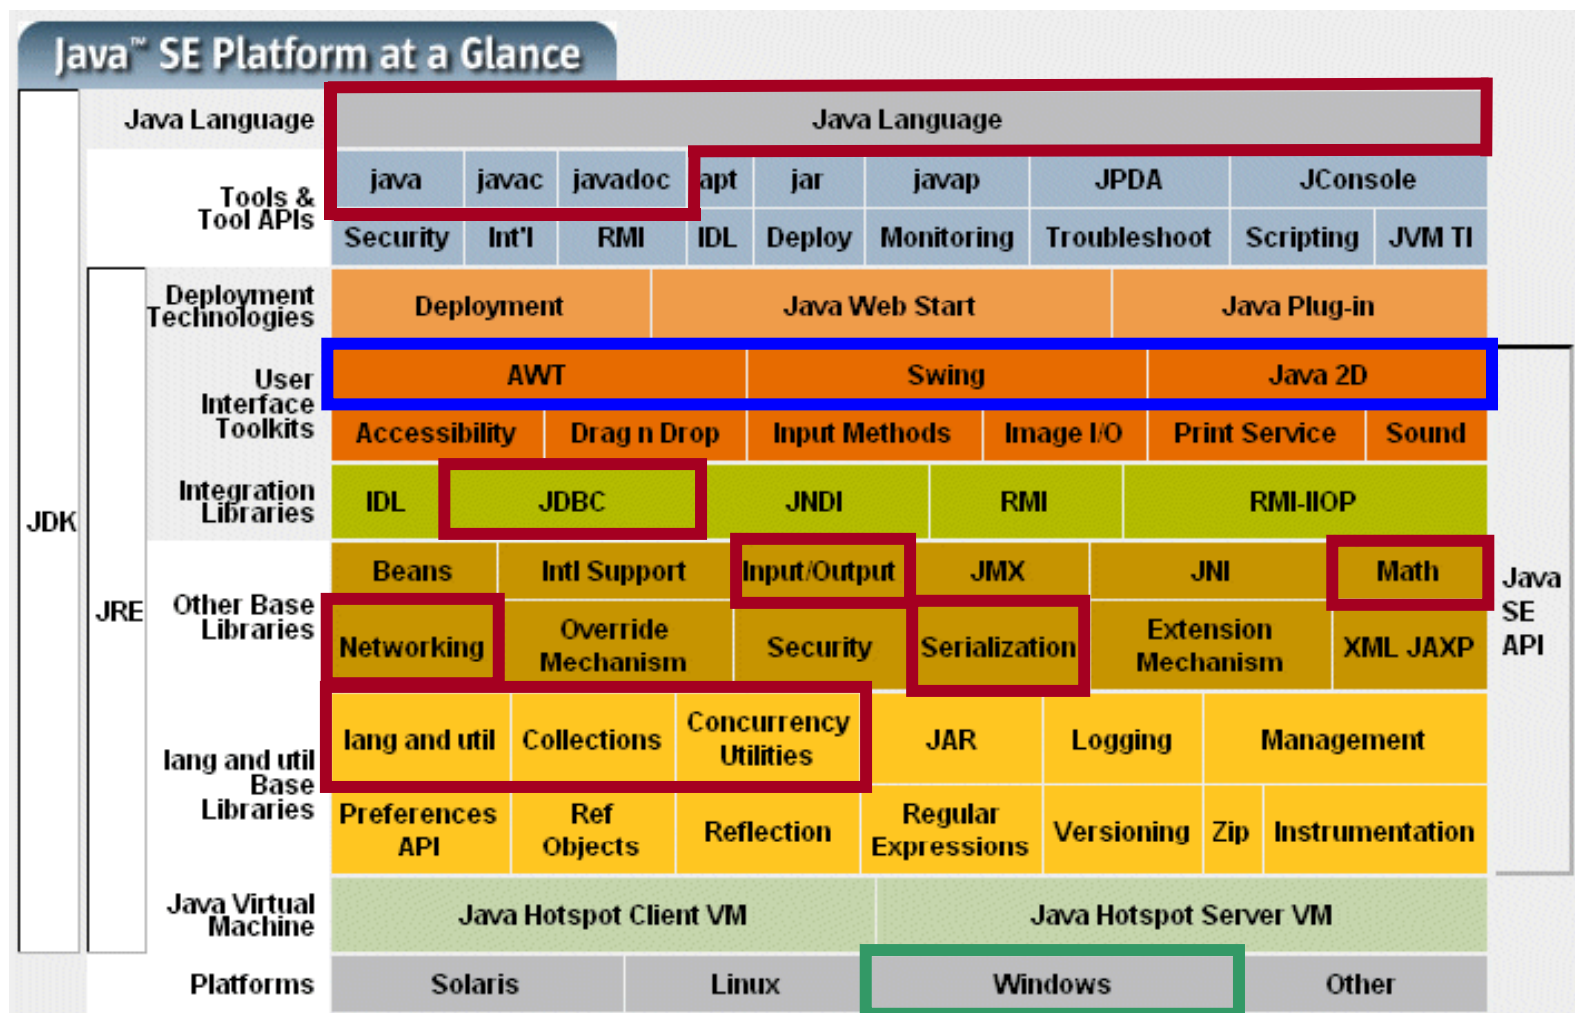 Java™ SE Platform at a Glance
Java Language
Java Language
Tools &
Tool APIs
java javac javadoc apt jar javap JPDA JConsole
Security Int'l RMI IDL Deploy Monitoring Troubleshoot Scripting JVM TI
Deployment
Technologies
Deployment Java Web Start Java Plug-in
User
Interface
Toolkits
AWT Swing Java 2D
Accessibility Drag n Drop Input Methods Image I/O Print Service Sound
Integration
Libraries
IDL JDBC JNDI RMI RMI-IIOP
JDK
JRE
Other Base
Libraries
Beans Intl Support Input/Output JMX JNI Math
Networking Override
Mechanism Security Serialization Extension
Mechanism XML JAXP
Java
SE
API
lang and util
Base
Libraries
lang and util Collections Concurrency
Utilities JAR Logging Management
Preferences
API Ref
Objects Reflection Regular
Expressions Versioning Zip Instrumentation
Java Virtual
Machine
Java Hotspot Client VM Java Hotspot Server VM
Platforms
Solaris Linux Windows Other